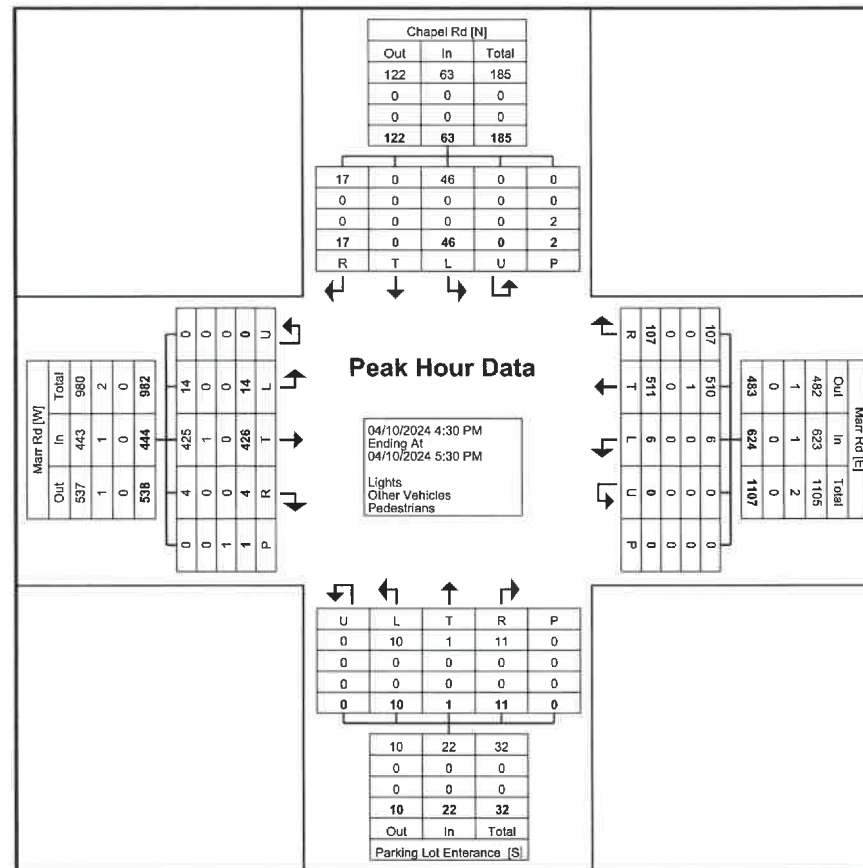 Chapel Rd [N]
Out In Total
122 63 185
0 0 0
0 0 0
122 63 185
17 0 46 0 0
0 0 0 0 0
0 0 0 0 2
17 0 46 0 2
R T L U P
Marr Rd [W]
Out In Total
537 443 980
1 1 2
0 0 0
538 444 982
0 4 425 14 0
0 0 1 0 0
1 0 0 0 0
1 4 426 14 0
P R T L U
Peak Hour Data
04/10/2024 4:30 PM
Ending At
04/10/2024 5:30 PM
Lights
Other Vehicles
Pedestrians
Marr Rd [E]
Out In Total
482 623 1105
1 1 2
0 0 0
483 624 1107
107 510 6 0 0
0 1 0 0 0
0 0 0 0 0
107 511 6 0 0
R T L U P
U L T R P
0 10 1 11 0
0 0 0 0 0
0 0 0 0 0
0 10 1 11 0
10 22 32
0 0 0
0 0 0
10 22 32
Out In Total
Parking Lot Enterance [S]